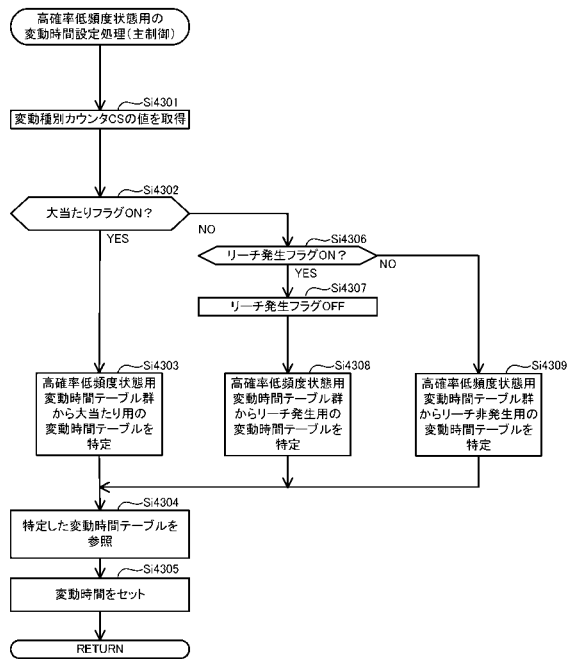 高確率低頻度状態用の
変動時間設定処理(主制御)
Si4301
変動種別カウンタCSの値を取得
Si4302
大当たりフラグON?
NO
YES
Si4306
リーチ発生フラグON?
NO
YES
Si4307
リーチ発生フラグOFF
Si4303
高確率低頻度状態用
変動時間テーブル群
から大当たり用の
変動時間テーブルを
特定
Si4308
高確率低頻度状態用
変動時間テーブル群
からリーチ発生用の
変動時間テーブルを
特定
Si4309
高確率低頻度状態用
変動時間テーブル群
からリーチ非発生用の
変動時間テーブルを
特定
Si4304
特定した変動時間テーブルを
参照
Si4305
変動時間をセット
RETURN